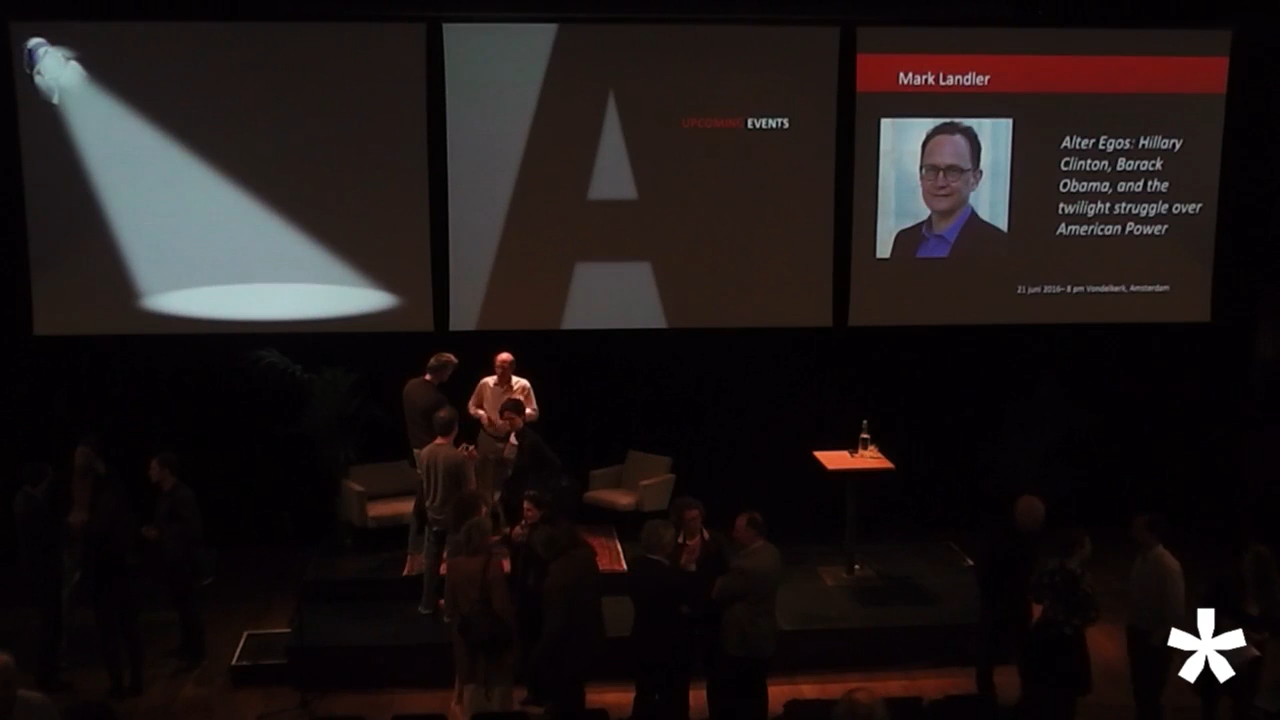 A
UPCOMING EVENTS
Mark Landler
Alter Egos: Hillary
Clinton, Barack
Obama, and the
twilight struggle over
American Power
21 juni 2016– 8 pm Vondelkerk, Amsterdam